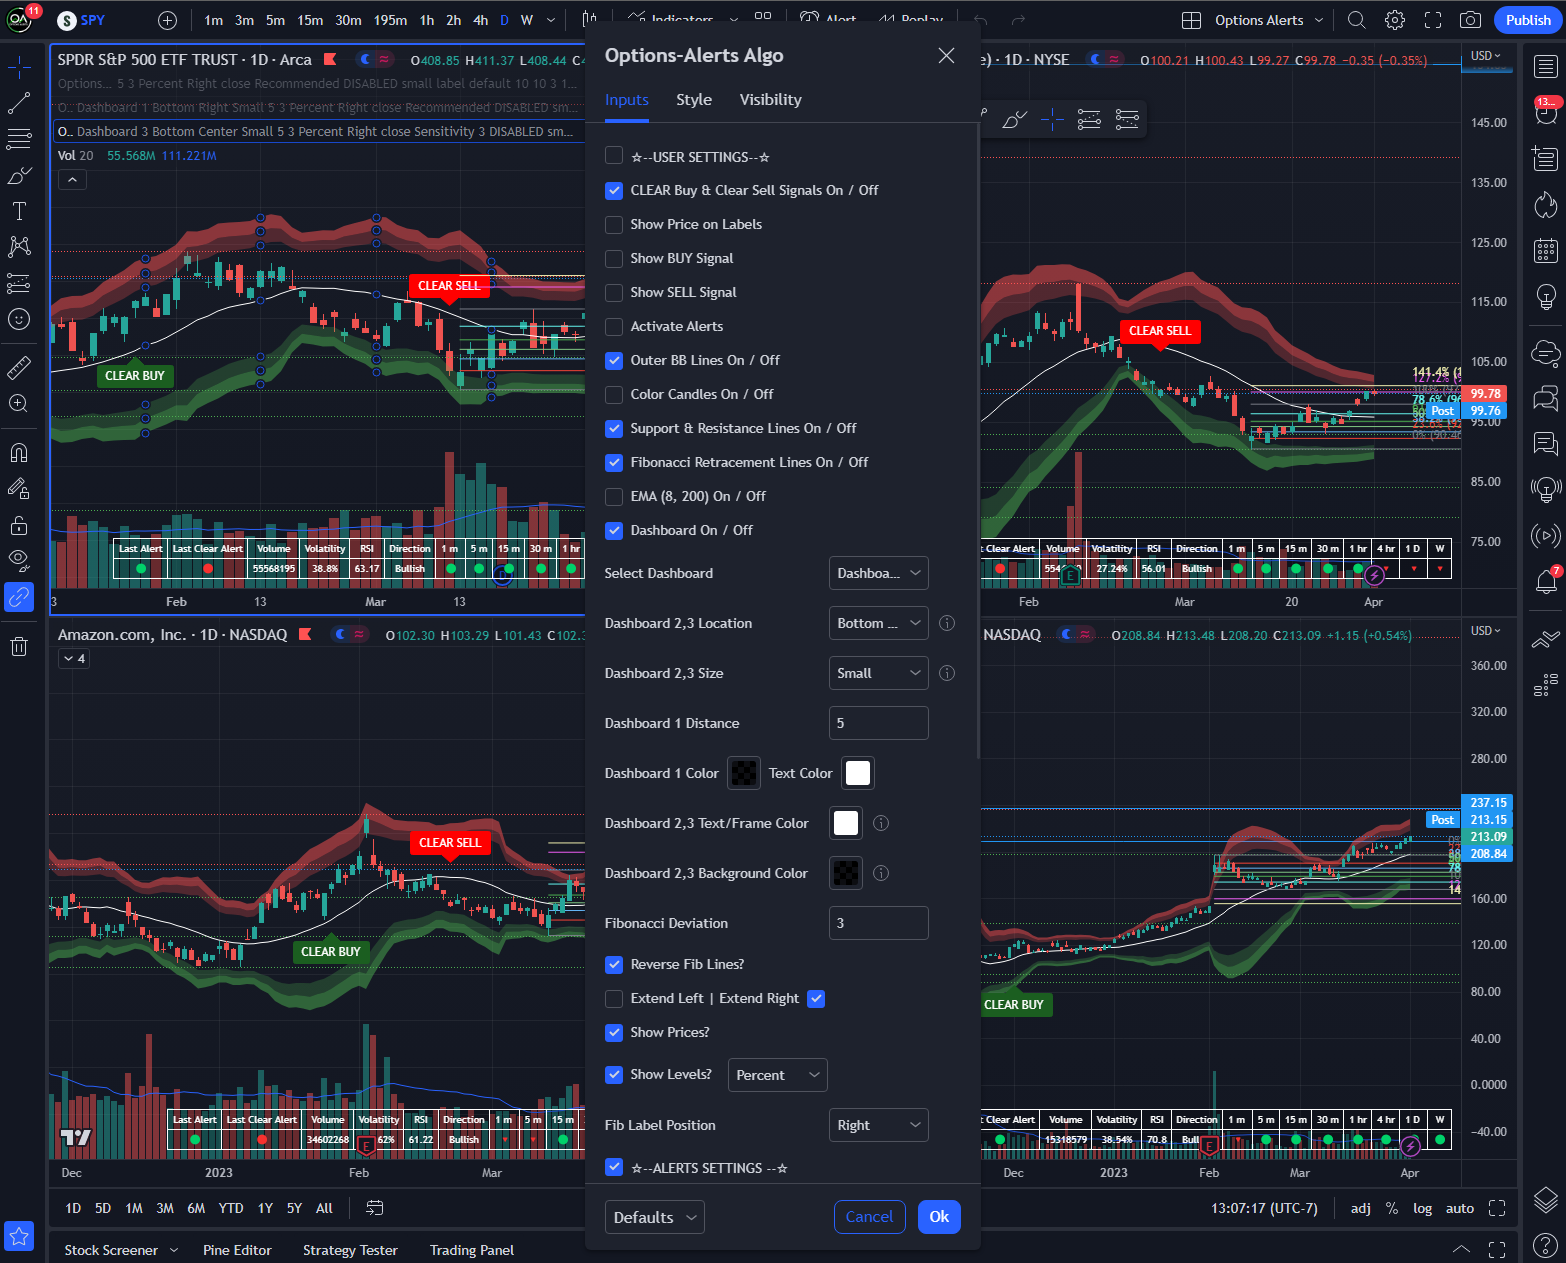 11
S SPY
1m 3m 5m 15m 30m 195m 1h 2h 4h D W
Indicators
Alert
Replay
Options Alerts
Publish
SPDR S&P 500 ETF TRUST · 1D · Arca
O408.85 H411.37 L408.44
Options... 5 3 Percent Right close Recommended DISABLED small label default 10 10 3 1...
O.. Dashboard 1 Bottom Right Small 5 3 Percent Right close Recommended DISABLED sm...
O.. Dashboard 3 Bottom Center Small 5 3 Percent Right close Sensitivity 3 DISABLED sm...
Vol 20 55.568M 111.221M
CLEAR SELL
CLEAR BUY
Last Alert Last Clear Alert Volume Volatility RSI Direction 1 m 5 m 15 m 30 m 1 hr
55568195 38.8% 63.17 Bullish
3 Feb 13 Mar 13
Options-Alerts Algo
Inputs Style Visibility
☆--USER SETTINGS--☆
CLEAR Buy & Clear Sell Signals On / Off
Show Price on Labels
Show BUY Signal
Show SELL Signal
Activate Alerts
Outer BB Lines On / Off
Color Candles On / Off
Support & Resistance Lines On / Off
Fibonacci Retracement Lines On / Off
EMA (8, 200) On / Off
Dashboard On / Off
Select Dashboard Dashboa...
Dashboard 2,3 Location Bottom ...
Dashboard 2,3 Size Small
Dashboard 1 Distance 5
Dashboard 1 Color Text Color
Dashboard 2,3 Text/Frame Color
Dashboard 2,3 Background Color
Fibonacci Deviation 3
Reverse Fib Lines?
Extend Left | Extend Right
Show Prices?
Show Levels? Percent
Fib Label Position Right
☆--ALERTS SETTINGS --☆
Defaults Cancel Ok
e) · 1D · NYSE O100.21 H100.43 L99.27 C99.78 −0.35 (−0.35%)
USD
145.00
135.00
125.00
115.00
105.00
95.00
85.00
75.00
CLEAR SELL
141.4%
127.2%
78.6%
99.78
Post 99.76
23.6%
0% (90.46
t Clear Alert Volume Volatility RSI Direction 1 m 5 m 15 m 30 m 1 hr 4 hr 1 D W
27.24% 56.01 Bullish
Feb Mar 20 Apr
Amazon.com, Inc. · 1D · NASDAQ O102.30 H103.29 L101.43
4
CLEAR SELL
CLEAR BUY
Last Alert Last Clear Alert Volume Volatility RSI Direction 1 m 5 m 15 m
34602268 62% 61.22 Bullish
Dec 2023 Feb Mar
NASDAQ O208.84 H213.48 L208.20 C213.09 +1.15 (+0.54%)
USD
360.00
320.00
280.00
237.15
Post 213.15
213.09
208.84
160.00
120.00
80.00
40.00
0.0000
−40.00
CLEAR BUY
t Clear Alert Volume Volatility RSI Direction 1 m 5 m 15 m 30 m 1 hr 4 hr 1 D W
15318579 38.54% 70.8
Dec 2023 Feb Mar Apr
1D 5D 1M 3M 6M YTD 1Y 5Y All
13:07:17 (UTC-7) adj % log auto
Stock Screener Pine Editor Strategy Tester Trading Panel
13...
7